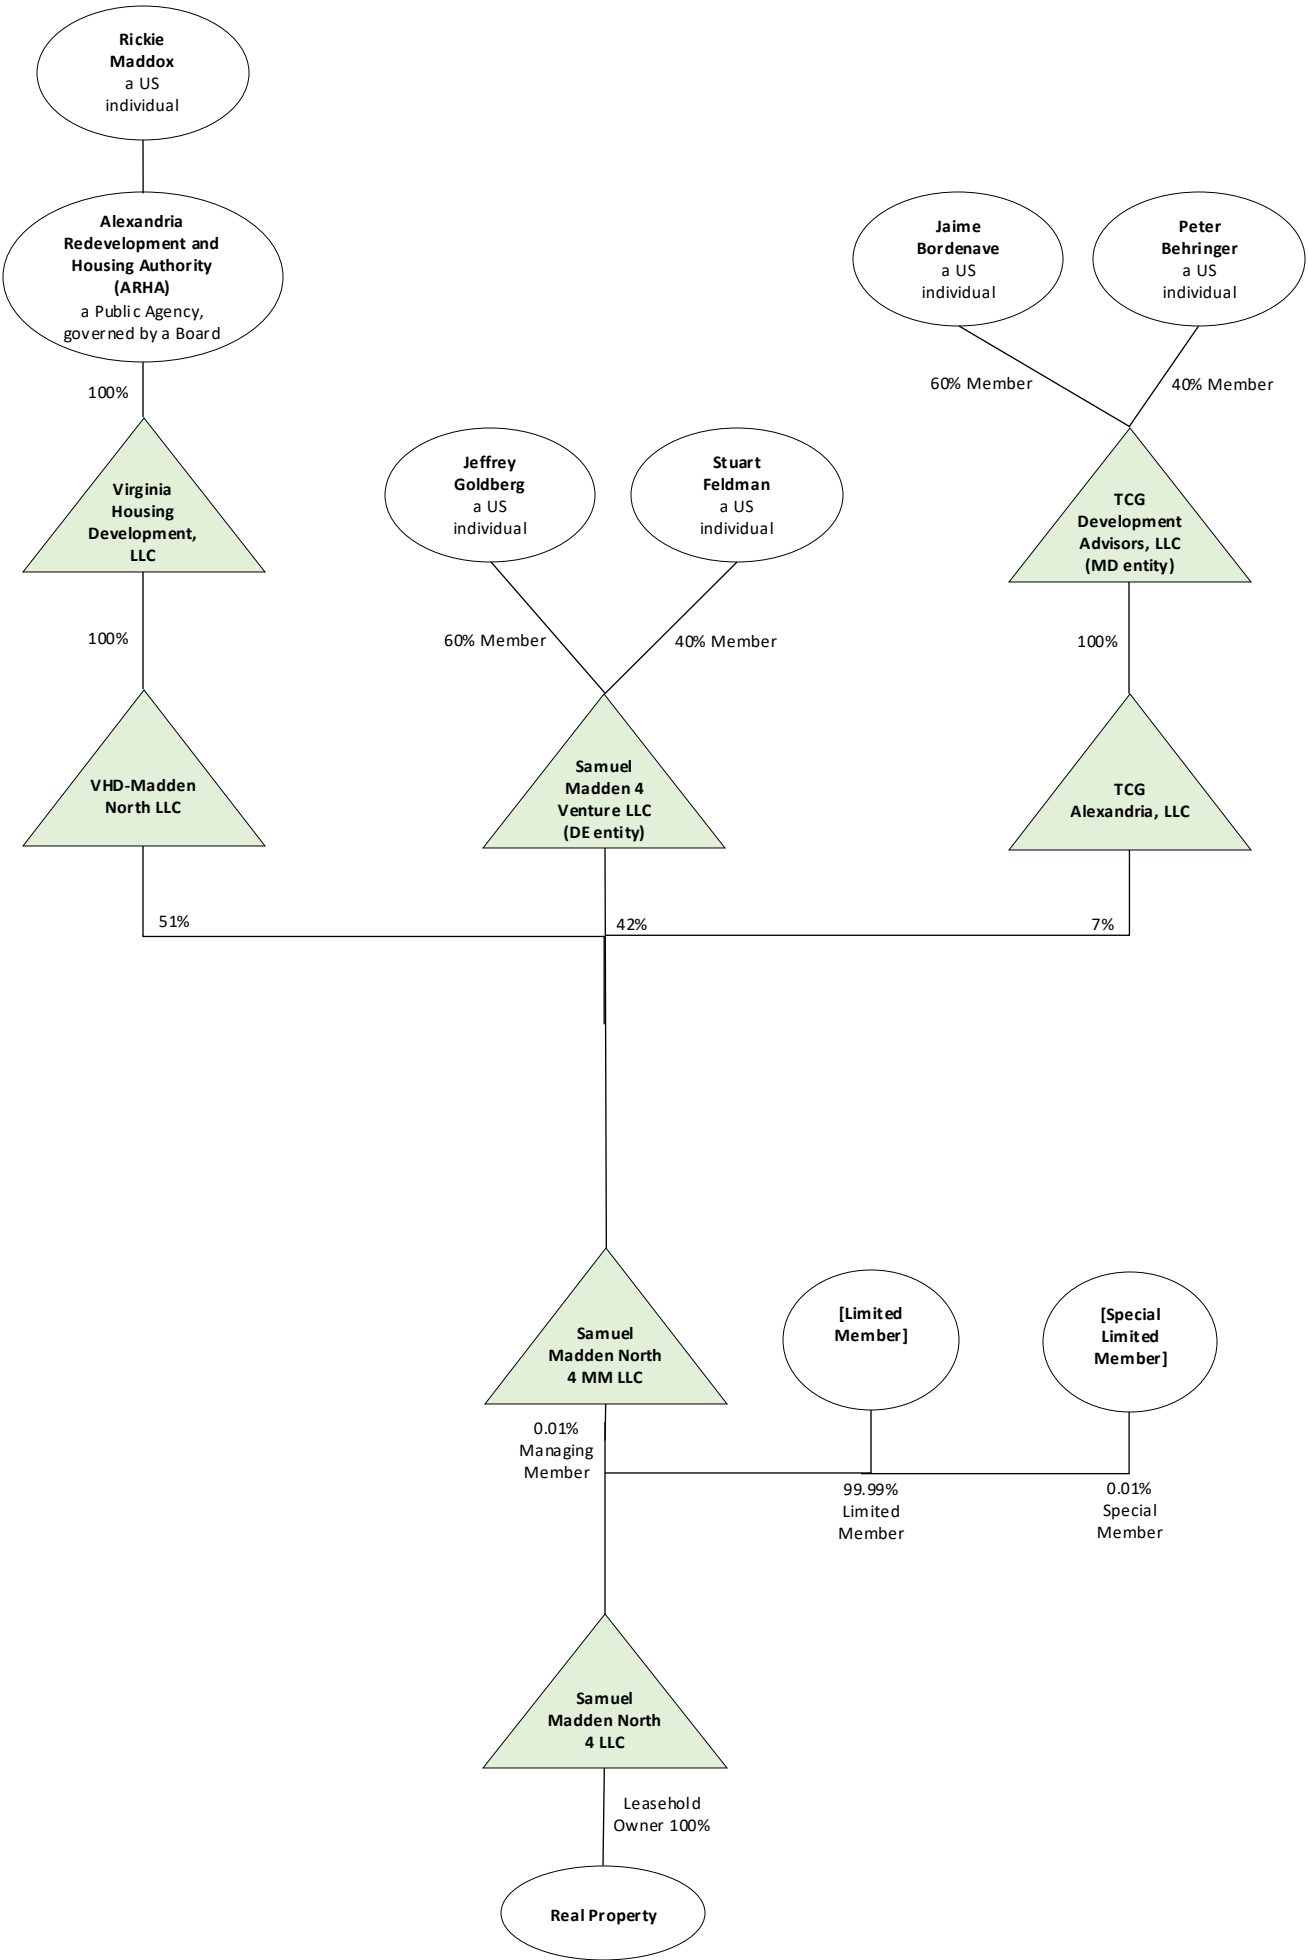 Rickie
Maddox
a US
individual
Alexandria
Redevelopment and
Housing Authority
(ARHA)
a Public Agency,
governed by a Board
100%
Virginia
Housing
Development,
LLC
100%
VHD-Madden
North LLC
51%
Jeffrey
Goldberg
a US
individual
Stuart
Feldman
a US
individual
60% Member
40% Member
Samuel
Madden 4
Venture LLC
(DE entity)
42%
Jaime
Bordenave
a US
individual
Peter
Behringer
a US
individual
60% Member
40% Member
TCG
Development
Advisors, LLC
(MD entity)
100%
TCG
Alexandria, LLC
7%
Samuel
Madden North
4 MM LLC
0.01%
Managing
Member
[Limited
Member]
99.99%
Limited
Member
[Special
Limited
Member]
0.01%
Special
Member
Samuel
Madden North
4 LLC
Leasehold
Owner 100%
Real Property